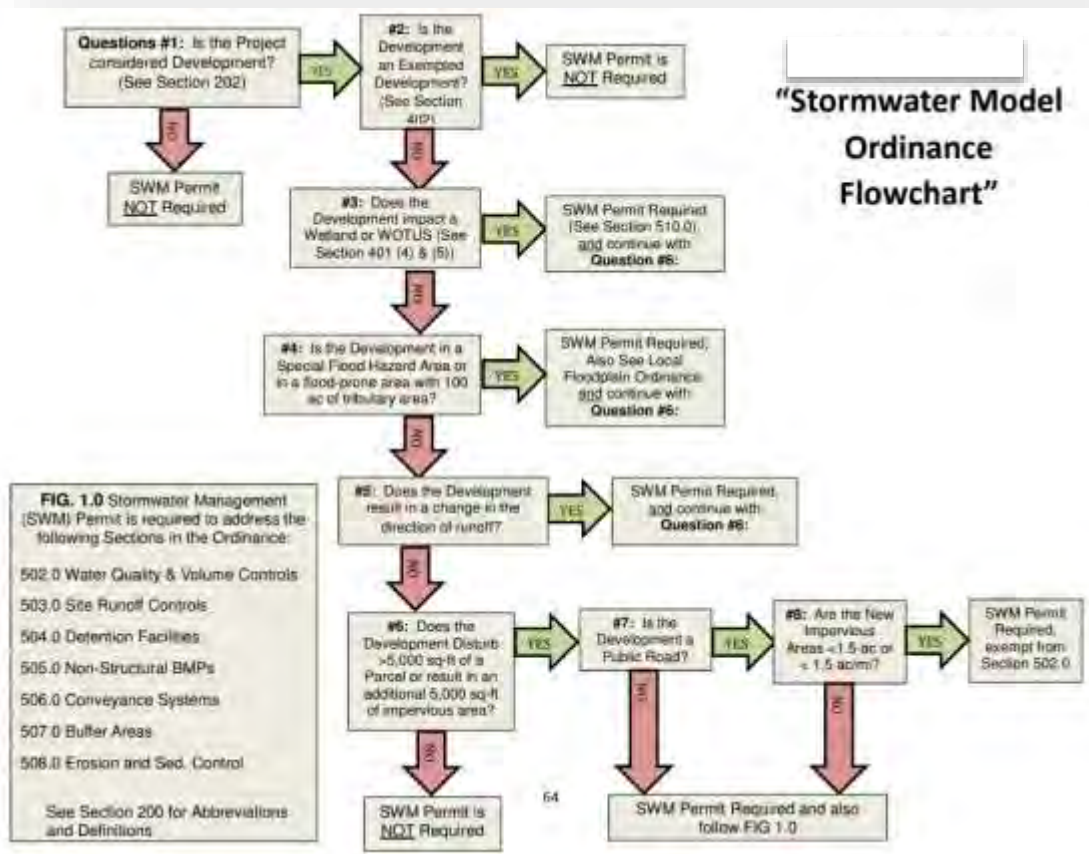 "Stormwater Model
Ordinance
Flowchart"
Questions #1: Is the Project
considered Development?
(See Section 202)
YES
NO
SWM Permit
NOT Required
#2: Is the
Development
an Exempted
Development?
(See Section
402)
YES
SWM Permit is
NOT Required
NO
#3: Does the
Development impact a
Wetland or WOTUS (See
Section 401 (4) & (5))
YES
SWM Permit Required
(See Section 510.0)
and continue with
Question #6:
NO
#4: Is the Development in a
Special Flood Hazard Area or
in a flood-prone area with 100
ac of tributary area?
YES
SWM Permit Required,
Also See Local
Floodplain Ordinance
and continue with
Question #6:
NO
#5: Does the Development
result in a change in the
direction of runoff?
YES
SWM Permit Required,
and continue with
Question #6:
NO
#6: Does the
Development Disturb
>5,000 sq-ft of a
Parcel or result in an
additional 5,000 sq-ft
of impervious area?
YES
#7: Is the
Development a
Public Road?
YES
#8: Are the New
Impervious
Areas <1.5 ac or
< 1.5 ac/mi?
YES
SWM Permit
Required,
exempt from
Section 502.0
NO
SWM Permit is
NOT Required
NO
NO
SWM Permit Required and also
follow FIG 1.0
FIG. 1.0 Stormwater Management
(SWM) Permit is required to address the
following Sections in the Ordinance:
502.0 Water Quality & Volume Controls
503.0 Site Runoff Controls
504.0 Detention Facilities
505.0 Non-Structural BMPs
506.0 Conveyance Systems
507.0 Buffer Areas
508.0 Erosion and Sed. Control
See Section 200 for Abbreviations
and Definitions
64